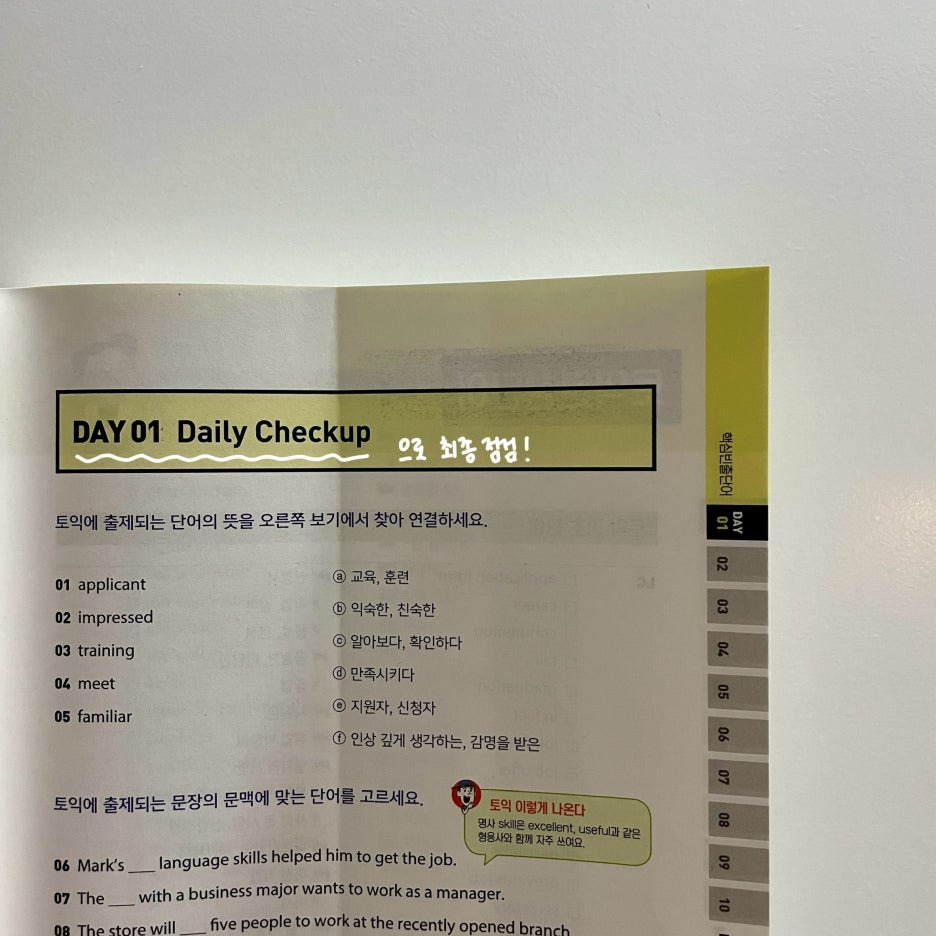 DAY 01 Daily Checkup 으로 최종 점검!
토익에 출제되는 단어의 뜻을 오른쪽 보기에서 찾아 연결하세요.
01 applicant
02 impressed
03 training
04 meet
05 familiar
ⓐ 교육, 훈련
ⓑ 익숙한, 친숙한
ⓒ 알아보다, 확인하다
ⓓ 만족시키다
ⓔ 지원자, 신청자
ⓕ 인상 깊게 생각하는, 감명을 받은
토익에 출제되는 문장의 문맥에 맞는 단어를 고르세요.
토익 이렇게 나온다
명사 skill은 excellent, useful과 같은
형용사와 함께 자주 쓰여요.
06 Mark's ___ language skills helped him to get the job.
07 The ___ with a business major wants to work as a manager.
08 The store will ___ five people to work at the recently opened branch
핵심빈출단어
DAY
01
02
03
04
05
06
07
08
09
10